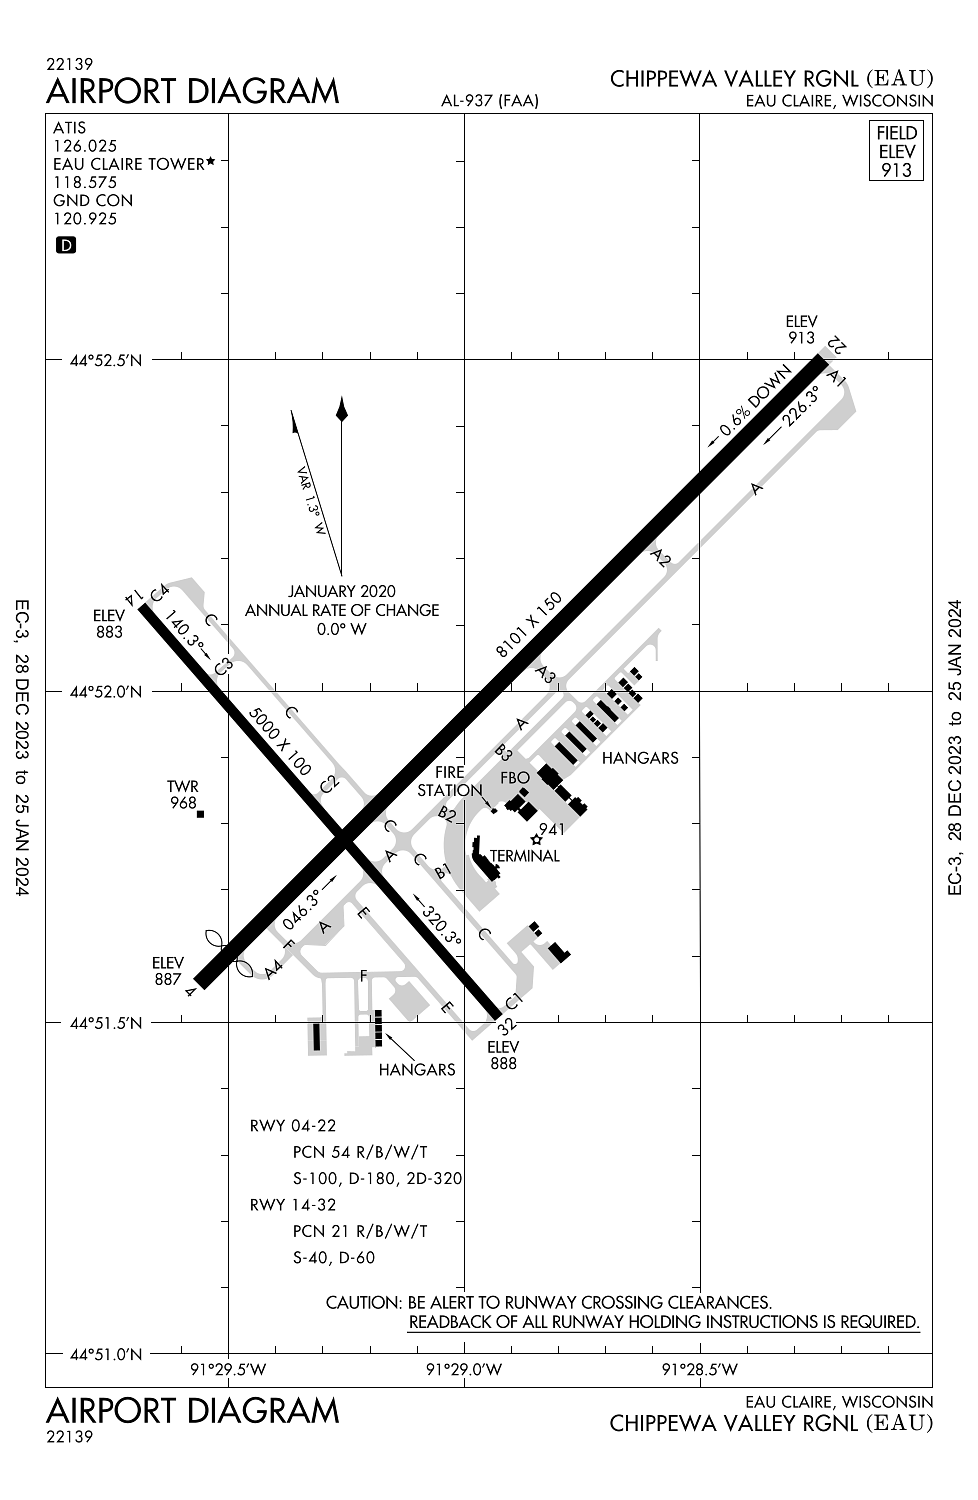 22139
AIRPORT DIAGRAM
AL-937 (FAA)
CHIPPEWA VALLEY RGNL (EAU)
EAU CLAIRE, WISCONSIN
ATIS
126.025
EAU CLAIRE TOWER★
118.575
GND CON
120.925
D
FIELD
ELEV
913
ELEV
913
22
A1
44°52.5'N
0.6% DOWN
226.3°
A
VAR 1.3° W
A2
JANUARY 2020
ANNUAL RATE OF CHANGE
0.0° W
8101 X 150
14
C4
ELEV
883
140.3°
C
C3
A3
44°52.0'N
C
5000 X 100
A
B3
HANGARS
C2
FIRE
STATION
FBO
TWR
968
B2
C
941
A
C
B1
TERMINAL
046.3°
E
A
320.3°
C
F
ELEV
887
A4
F
4
E
C1
32
44°51.5'N
ELEV
888
HANGARS
RWY 04-22
PCN 54 R/B/W/T
S-100, D-180, 2D-320
RWY 14-32
PCN 21 R/B/W/T
S-40, D-60
CAUTION: BE ALERT TO RUNWAY CROSSING CLEARANCES.
READBACK OF ALL RUNWAY HOLDING INSTRUCTIONS IS REQUIRED.
44°51.0'N
91°29.5'W
91°29.0'W
91°28.5'W
AIRPORT DIAGRAM
22139
EAU CLAIRE, WISCONSIN
CHIPPEWA VALLEY RGNL (EAU)
EC-3, 28 DEC 2023 to 25 JAN 2024
EC-3, 28 DEC 2023 to 25 JAN 2024